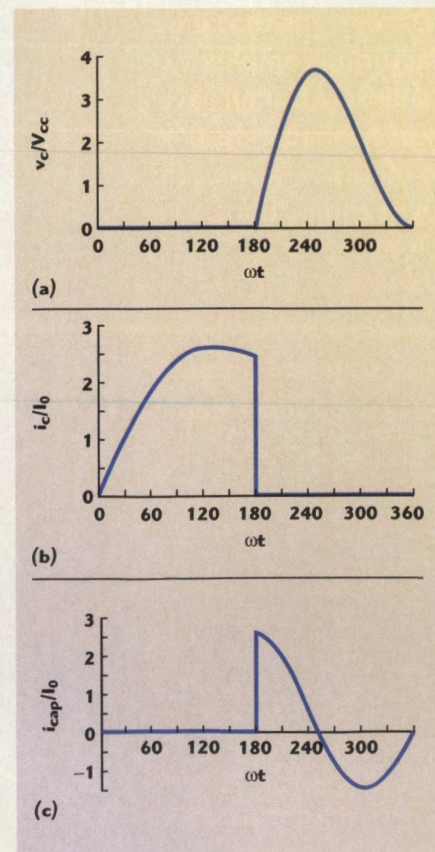 4
3
2
1
0
v_c/V_cc
0 60 120 180 240 300
ωt
(a)
3
2
1
0
i_c/I_0
0 60 120 180 240 300 360
ωt
(b)
3
2
1
0
−1
i_cap/I_0
60 120 180 240 300
ωt
(c)